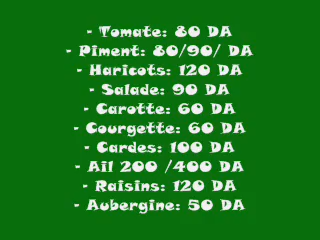 - Tomate: 80 DA
- Piment: 80/90/ DA
- Haricots: 120 DA
- Salade: 90 DA
- Carotte: 60 DA
- Courgette: 60 DA
- Cardes: 100 DA
- Ail 200 /400 DA
- Raisins: 120 DA
- Aubergine: 50 DA